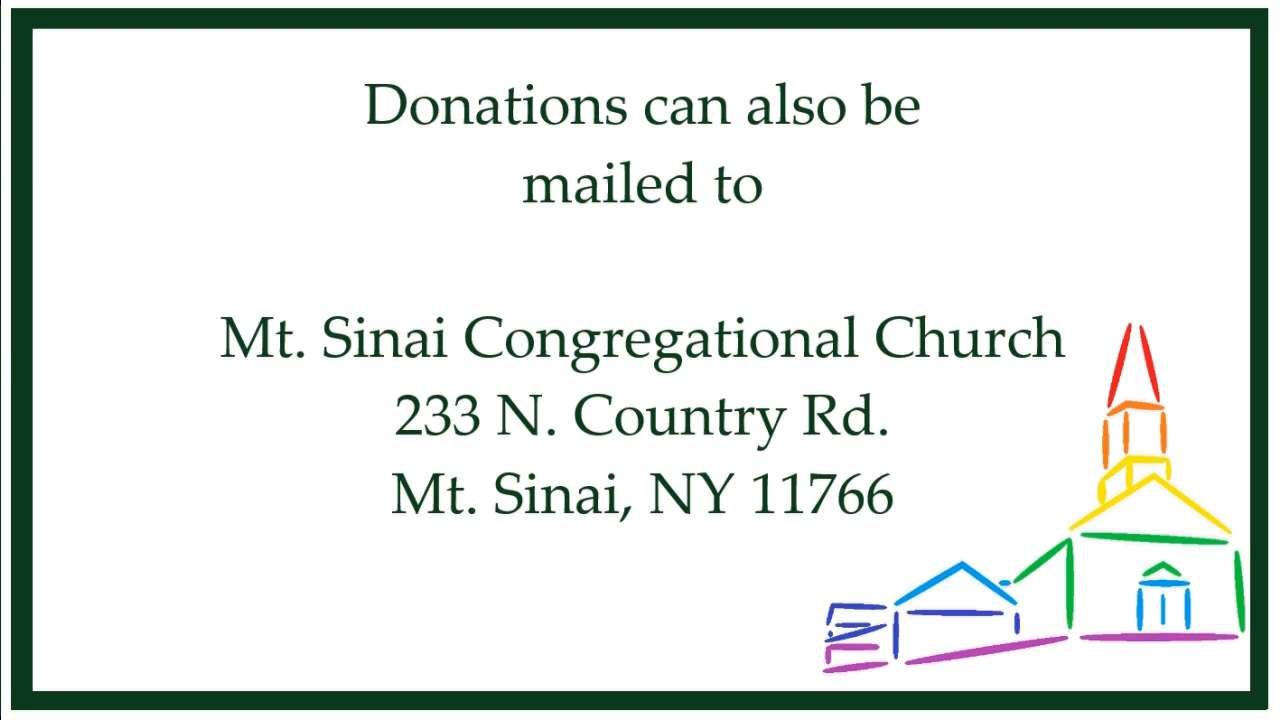 Donations can also be
mailed to
Mt. Sinai Congregational Church
233 N. Country Rd.
Mt. Sinai, NY 11766